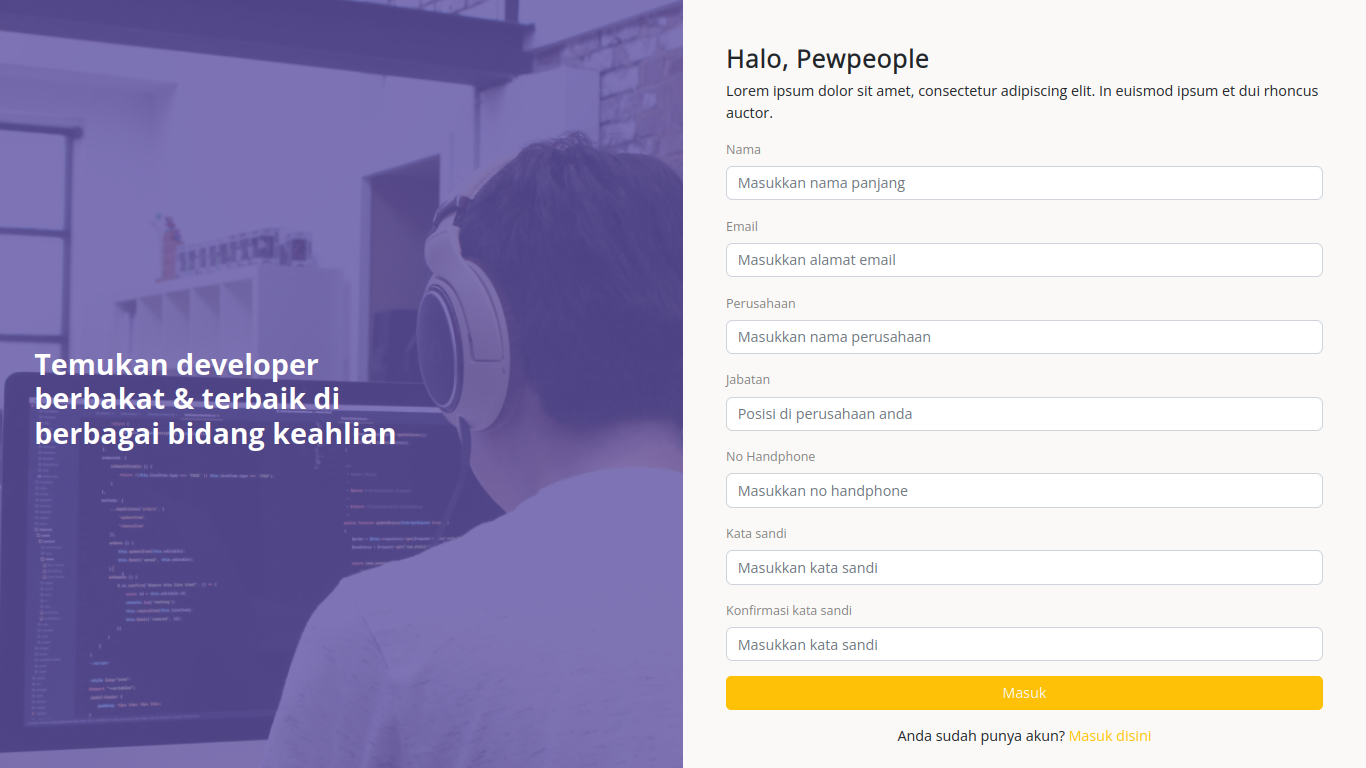 Temukan developer
berbakat & terbaik di
berbagai bidang keahlian
Halo, Pewpeople
Lorem ipsum dolor sit amet, consectetur adipiscing elit. In euismod ipsum et dui rhoncus
auctor.
Nama
Masukkan nama panjang
Email
Masukkan alamat email
Perusahaan
Masukkan nama perusahaan
Jabatan
Posisi di perusahaan anda
No Handphone
Masukkan no handphone
Kata sandi
Masukkan kata sandi
Konfirmasi kata sandi
Masukkan kata sandi
Masuk
Anda sudah punya akun? Masuk disini